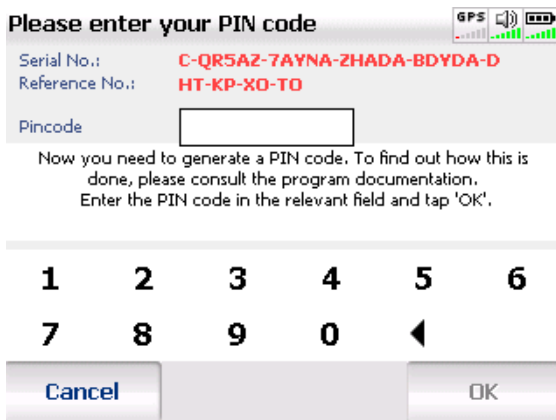 Please enter your PIN code
GPS
Serial No.: C-QR5A2-7AYNA-2HADA-BDYDA-D
Reference No.: HT-KP-XO-TO
Pincode
Now you need to generate a PIN code. To find out how this is
done, please consult the program documentation.
Enter the PIN code in the relevant field and tap 'OK'.
1 2 3 4 5 6
7 8 9 0
Cancel OK